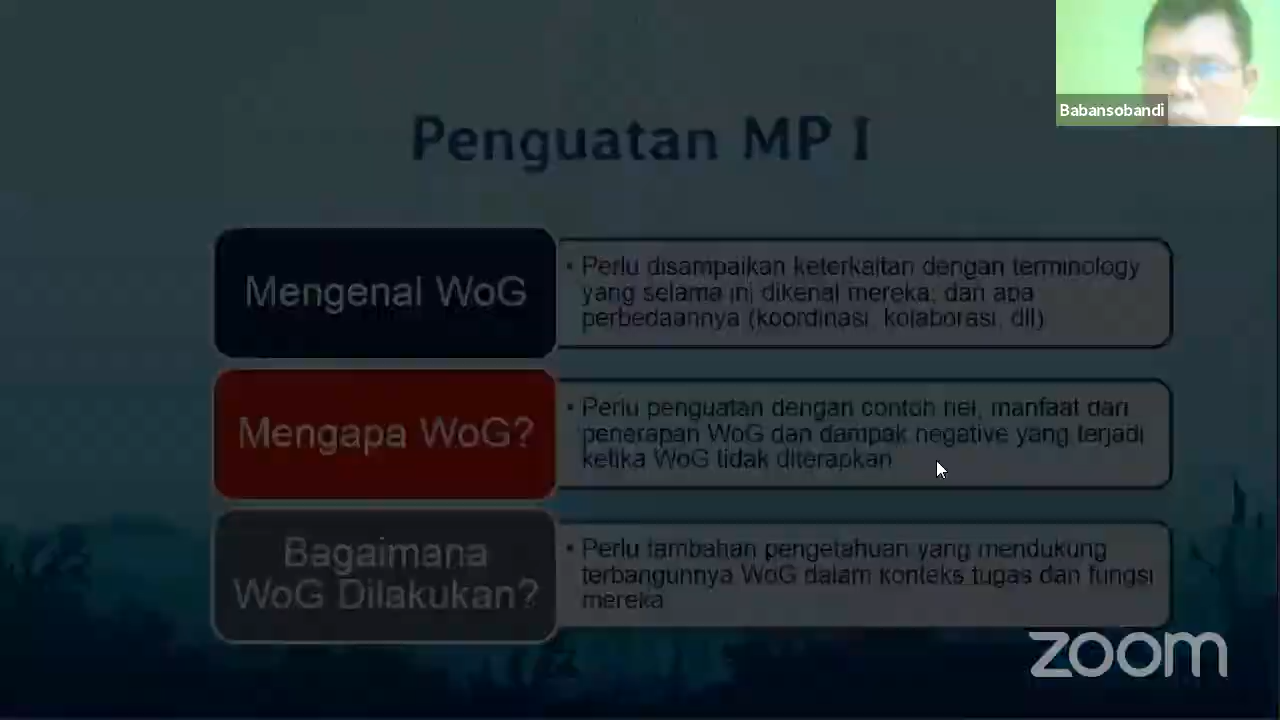 Babansobandi
Penguatan MP I
Mengenal WoG
• Perlu disampaikan keterkaitan dengan terminology
yang selama ini dikenal mereka, dan apa
perbedaannya (koordinasi, kolaborasi, dll)
Mengapa WoG?
• Perlu penguatan dengan contoh riel, manfaat dari
penerapan WoG dan dampak negative yang terjadi
ketika WoG tidak diterapkan
Bagaimana
WoG Dilakukan?
• Perlu tambahan pengetahuan yang mendukung
terbangunnya WoG dalam konteks tugas dan fungsi
mereka
zoom